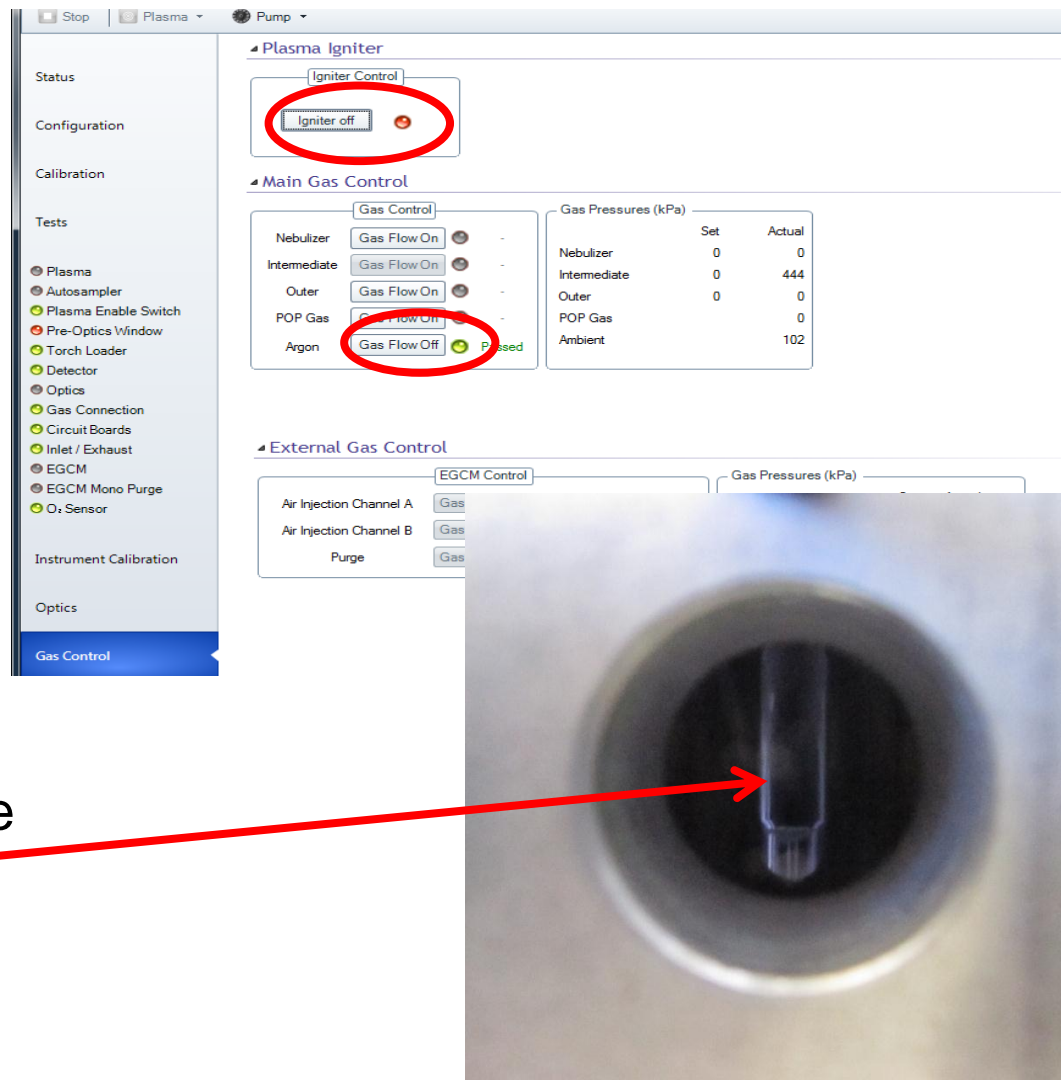 Stop Plasma Pump
Plasma Igniter
Igniter Control
Igniter off
Status
Configuration
Calibration
Tests
Plasma
Autosampler
Plasma Enable Switch
Pre-Optics Window
Torch Loader
Detector
Optics
Gas Connection
Circuit Boards
Inlet / Exhaust
EGCM
EGCM Mono Purge
O₂ Sensor
Instrument Calibration
Optics
Gas Control
Main Gas Control
Gas Control
Nebulizer Gas Flow On -
Intermediate Gas Flow On -
Outer Gas Flow On -
POP Gas Gas Flow On -
Argon Gas Flow Off Passed
Gas Pressures (kPa)
Set Actual
Nebulizer 0 0
Intermediate 0 444
Outer 0 0
POP Gas 0
Ambient 102
External Gas Control
EGCM Control
Air Injection Channel A Gas
Air Injection Channel B Gas
Purge Gas
Gas Pressures (kPa)
e